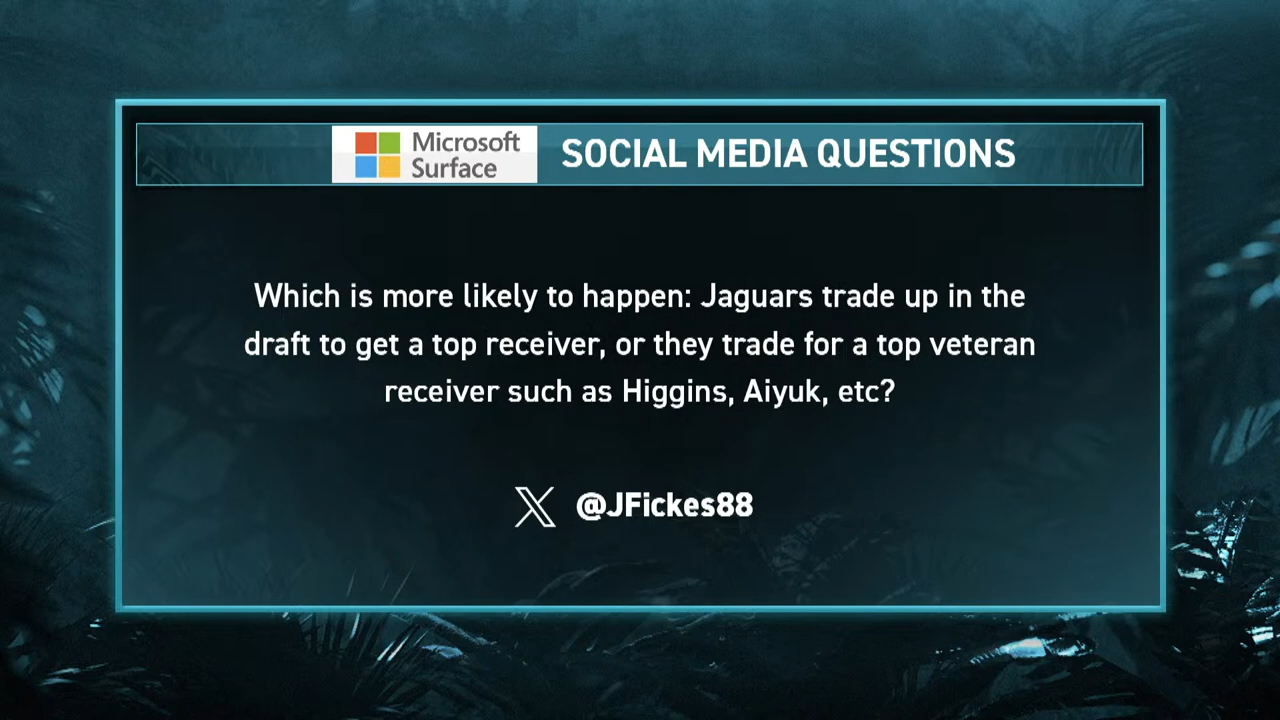 Microsoft
Surface
SOCIAL MEDIA QUESTIONS
Which is more likely to happen: Jaguars trade up in the
draft to get a top receiver, or they trade for a top veteran
receiver such as Higgins, Aiyuk, etc?
@JFickes88